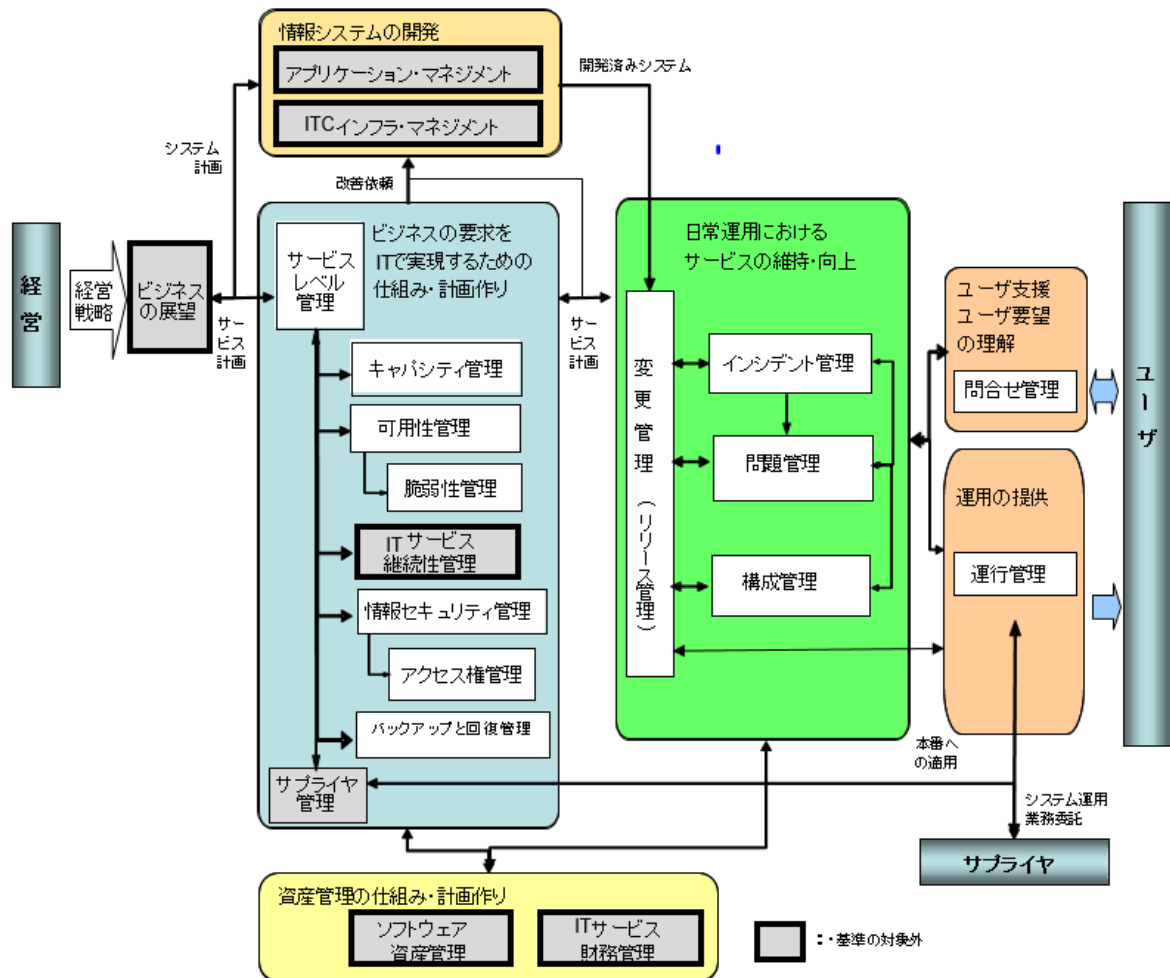 情報システムの開発
アプリケーション・マネジメント
ITCインフラ・マネジメント
開発済みシステム
システム
計画
改善依頼
経営
経営
戦略
ビジネス
の展望
サービス計画
サービス
レベル
管理
ビジネスの要求を
ITで実現するための
仕組み・計画作り
キャパシティ管理
可用性管理
脆弱性管理
ITサービス
継続性管理
情報セキュリティ管理
アクセス権管理
バックアップと回復管理
サプライヤ
管理
サービス計画
日常運用における
サービスの維持・向上
変更管理(リリース管理)
インシデント管理
問題管理
構成管理
ユーザ支援
ユーザ要望
の理解
問合せ管理
運用の提供
運行管理
ユーザ
本番へ
の適用
システム運用
業務委託
サプライヤ
資産管理の仕組み・計画作り
ソフトウェア
資産管理
ITサービス
財務管理
:・基準の対象外